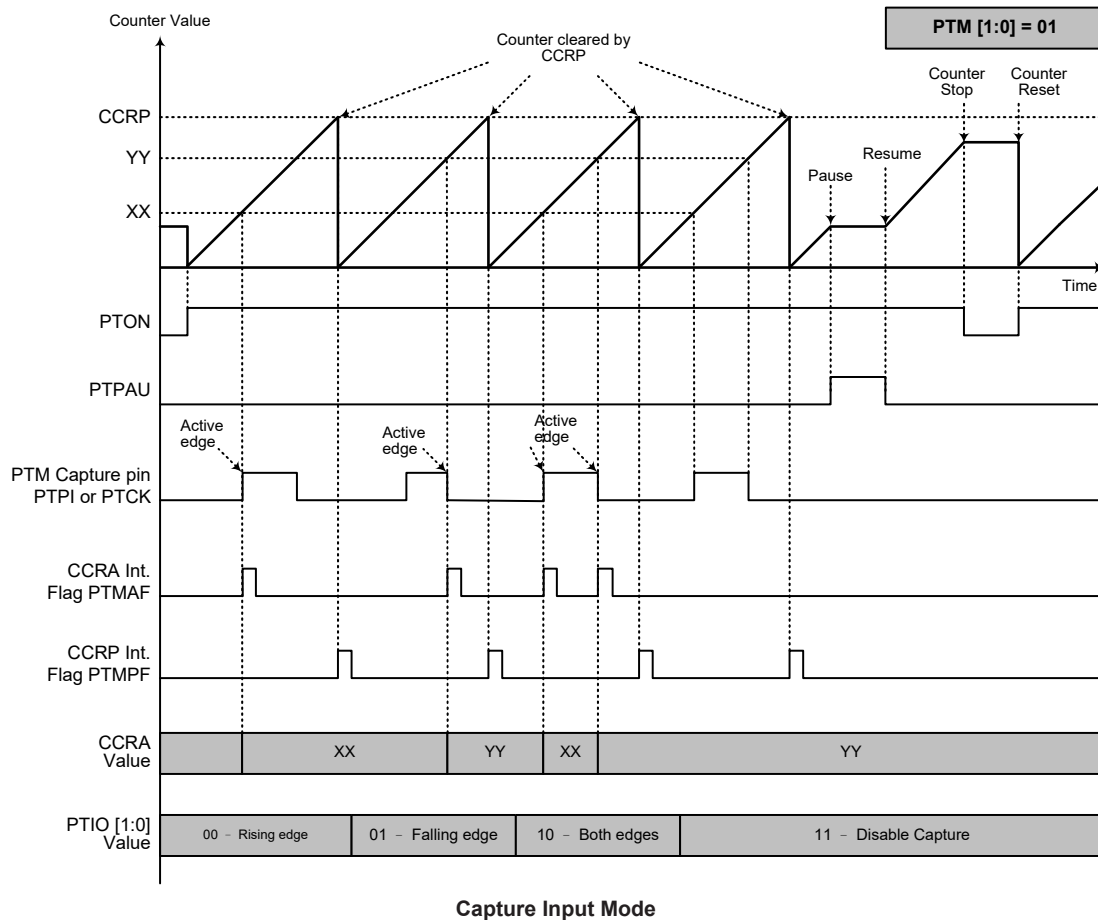 Counter Value
PTM [1:0] = 01
Counter cleared by
CCRP
Counter
Stop
Counter
Reset
CCRP
YY
Resume
Pause
XX
Time
PTON
PTPAU
Active
edge
Active
edge
Active
edge
PTM Capture pin
PTPI or PTCK
CCRA Int.
Flag PTMAF
CCRP Int.
Flag PTMPF
CCRA
Value
XX
YY
XX
YY
PTIO [1:0]
Value
00 - Rising edge
01 - Falling edge
10 - Both edges
11 - Disable Capture
Capture Input Mode